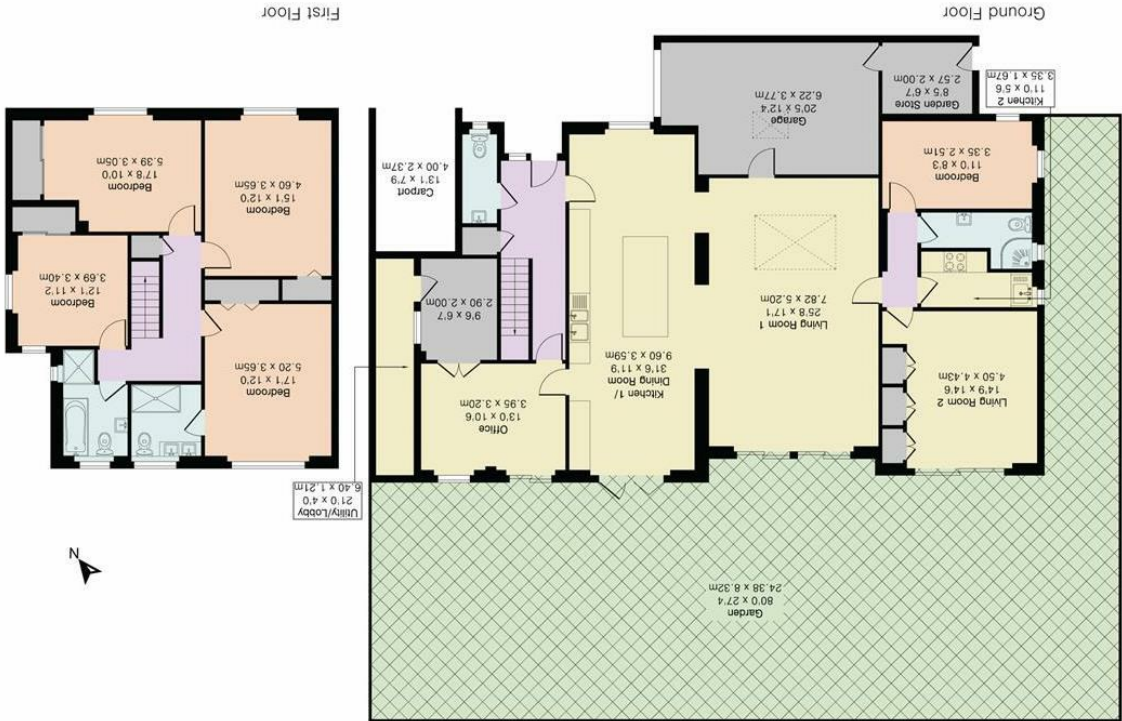 Garden
80'0 x 27'4
24.38 x 8.32m
N
Living Room 2
14'9 x 14'6
4.50 x 4.43m
Living Room 1
25'8 x 17'1
7.82 x 5.20m
Kitchen 1/
Dining Room
31'6 x 11'9
9.60 x 3.59m
Office
13'0 x 10'6
3.95 x 3.20m
9'6 x 6'7
2.90 x 2.00m
Utility/Lobby
21'0 x 4'0
6.40 x 1.21m
Bedroom
11'0 x 8'3
3.35 x 2.51m
Kitchen 2
11'0 x 5'6
3.35 x 1.67m
Garden Store
8'5 x 6'7
2.57 x 2.00m
Garage
20'5 x 12'4
6.22 x 3.77m
Carport
13'1 x 7'9
4.00 x 2.37m
Ground Floor
Bedroom
17'1 x 12'0
5.20 x 3.65m
Bedroom
12'1 x 11'2
3.69 x 3.40m
Bedroom
15'1 x 12'0
4.60 x 3.65m
Bedroom
17'8 x 10'0
5.39 x 3.05m
First Floor